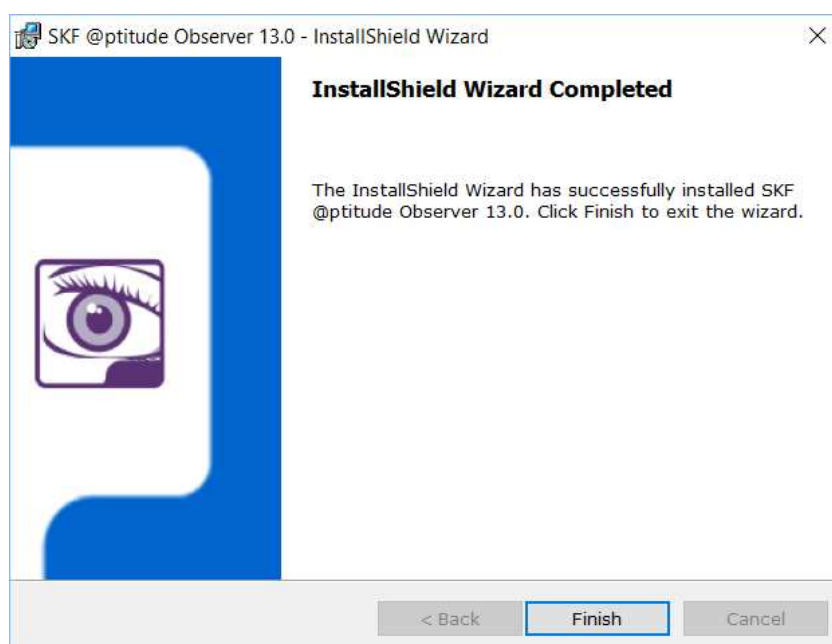 SKF @ptitude Observer 13.0 - InstallShield Wizard
InstallShield Wizard Completed
The InstallShield Wizard has successfully installed SKF
@ptitude Observer 13.0. Click Finish to exit the wizard.
< Back Finish Cancel